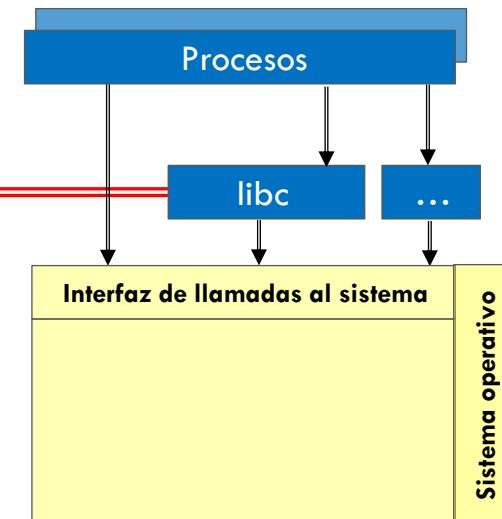 Procesos
libc
...
Interfaz de llamadas al sistema
Sistema operativo